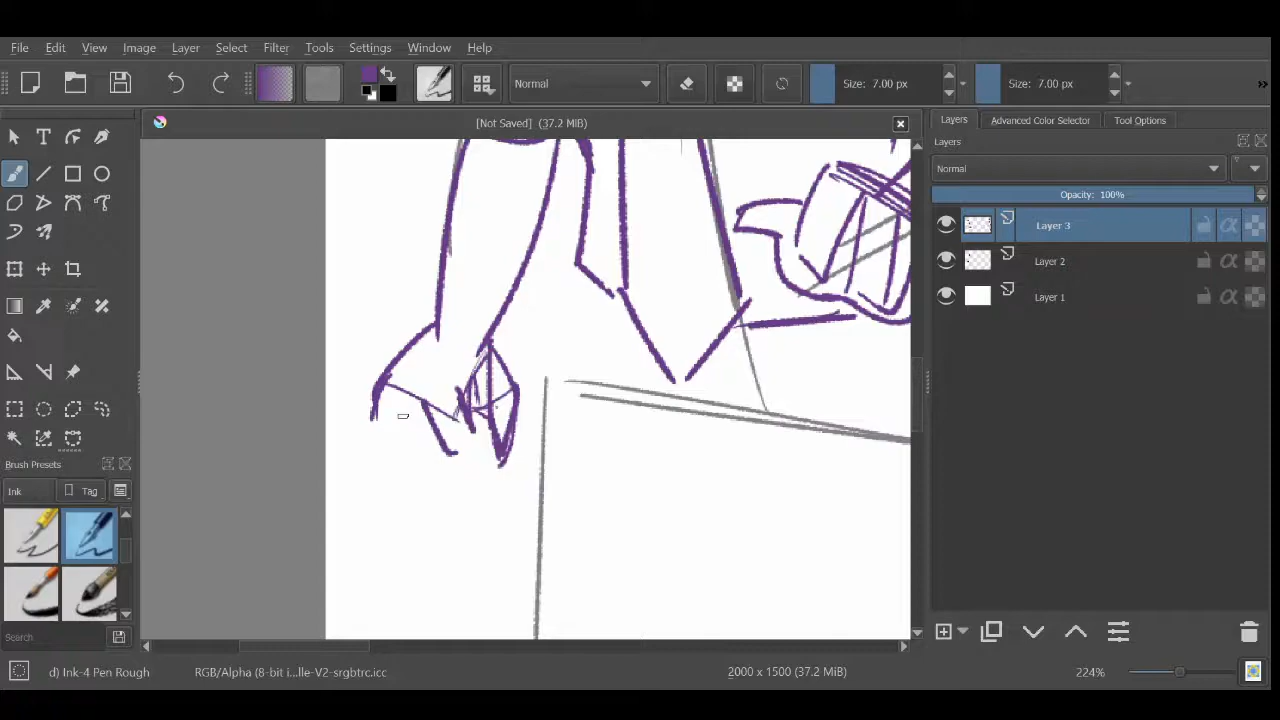 File Edit View Image Layer Select Filter Tools Settings Window Help
Normal Size: 7.00 px Size: 7.00 px »
[Not Saved] (37.2 MiB)
Layers Advanced Color Selector Tool Options
Layers
Normal
Opacity: 100%
Layer 3
Layer 2
Layer 1
Brush Presets
Ink Tag
Search
d) Ink-4 Pen Rough RGB/Alpha (8-bit i...lle-V2-srgbtrc.icc 2000 x 1500 (37.2 MiB) 224%